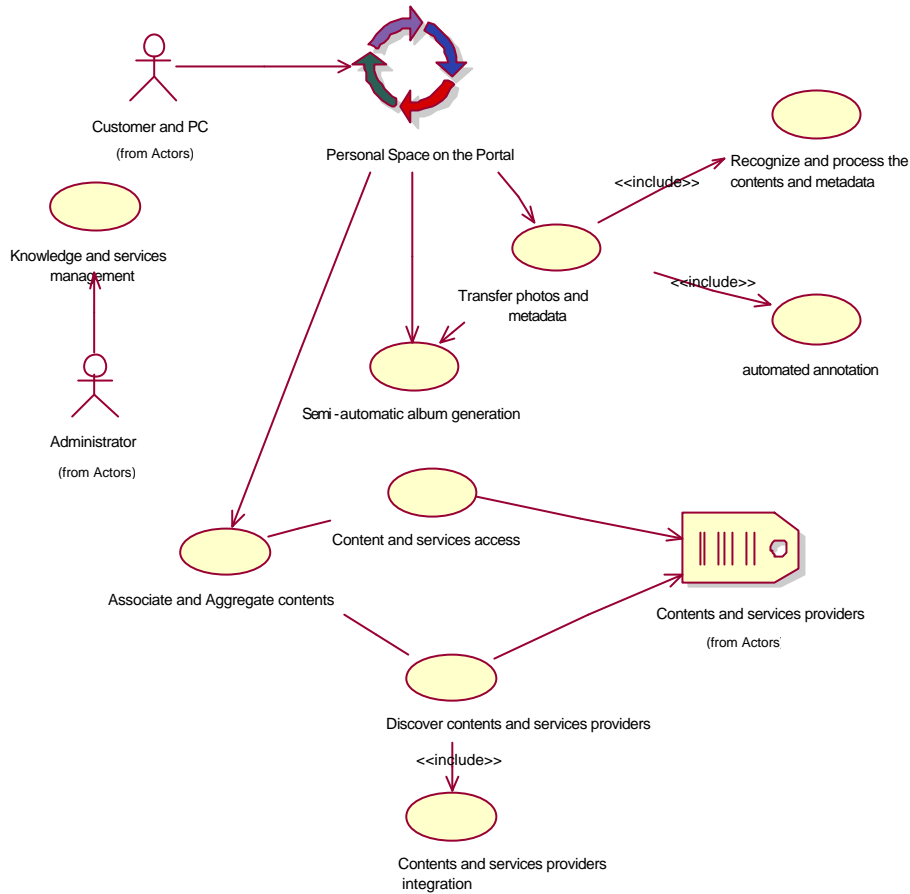 Customer and PC
(from Actors)
Personal Space on the Portal
Recognize and process the
contents and metadata
<<include>>
Knowledge and services
management
<<include>>
Transfer photos and
metadata
automated annotation
Semi-automatic album generation
Administrator
(from Actors)
Content and services access
Associate and Aggregate contents
Contents and services providers
(from Actors)
Discover contents and services providers
<<include>>
Contents and services providers
integration